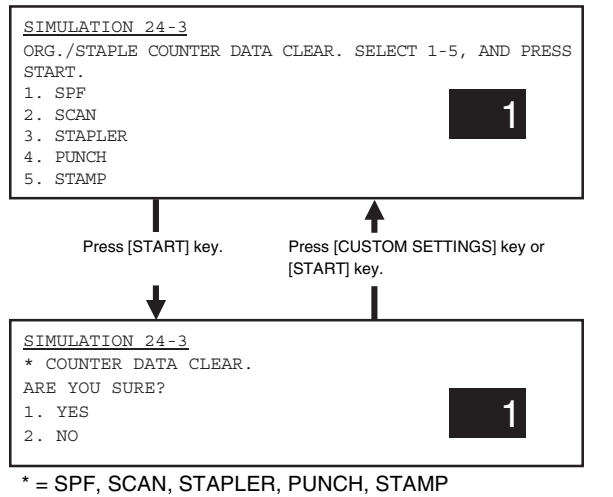 SIMULATION 24-3
ORG./STAPLE COUNTER DATA CLEAR. SELECT 1-5, AND PRESS
START.
1. SPF
2. SCAN
3. STAPLER
4. PUNCH
5. STAMP
1
Press [START] key.
Press [CUSTOM SETTINGS] key or
[START] key.
SIMULATION 24-3
* COUNTER DATA CLEAR.
ARE YOU SURE?
1. YES
2. NO
1
* = SPF, SCAN, STAPLER, PUNCH, STAMP